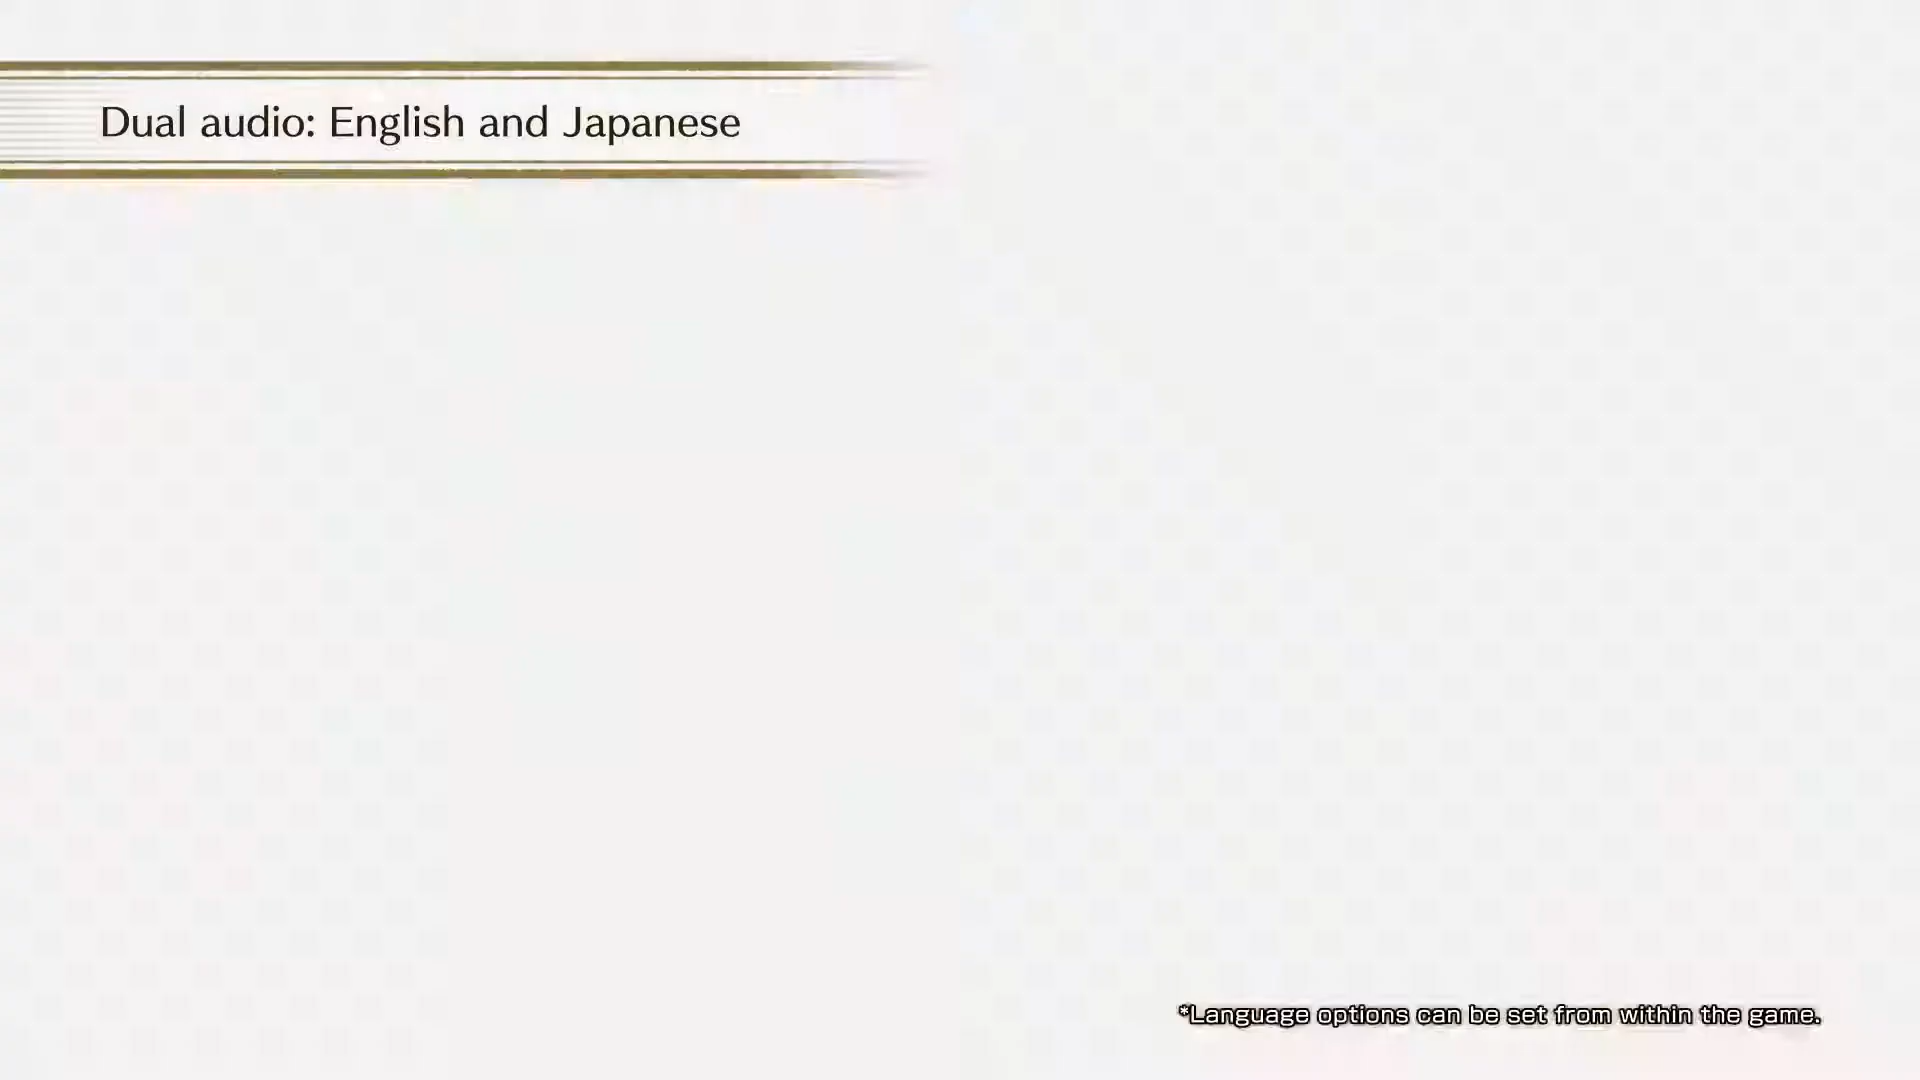 Dual audio: English and Japanese
*Language options can be set from within the game.